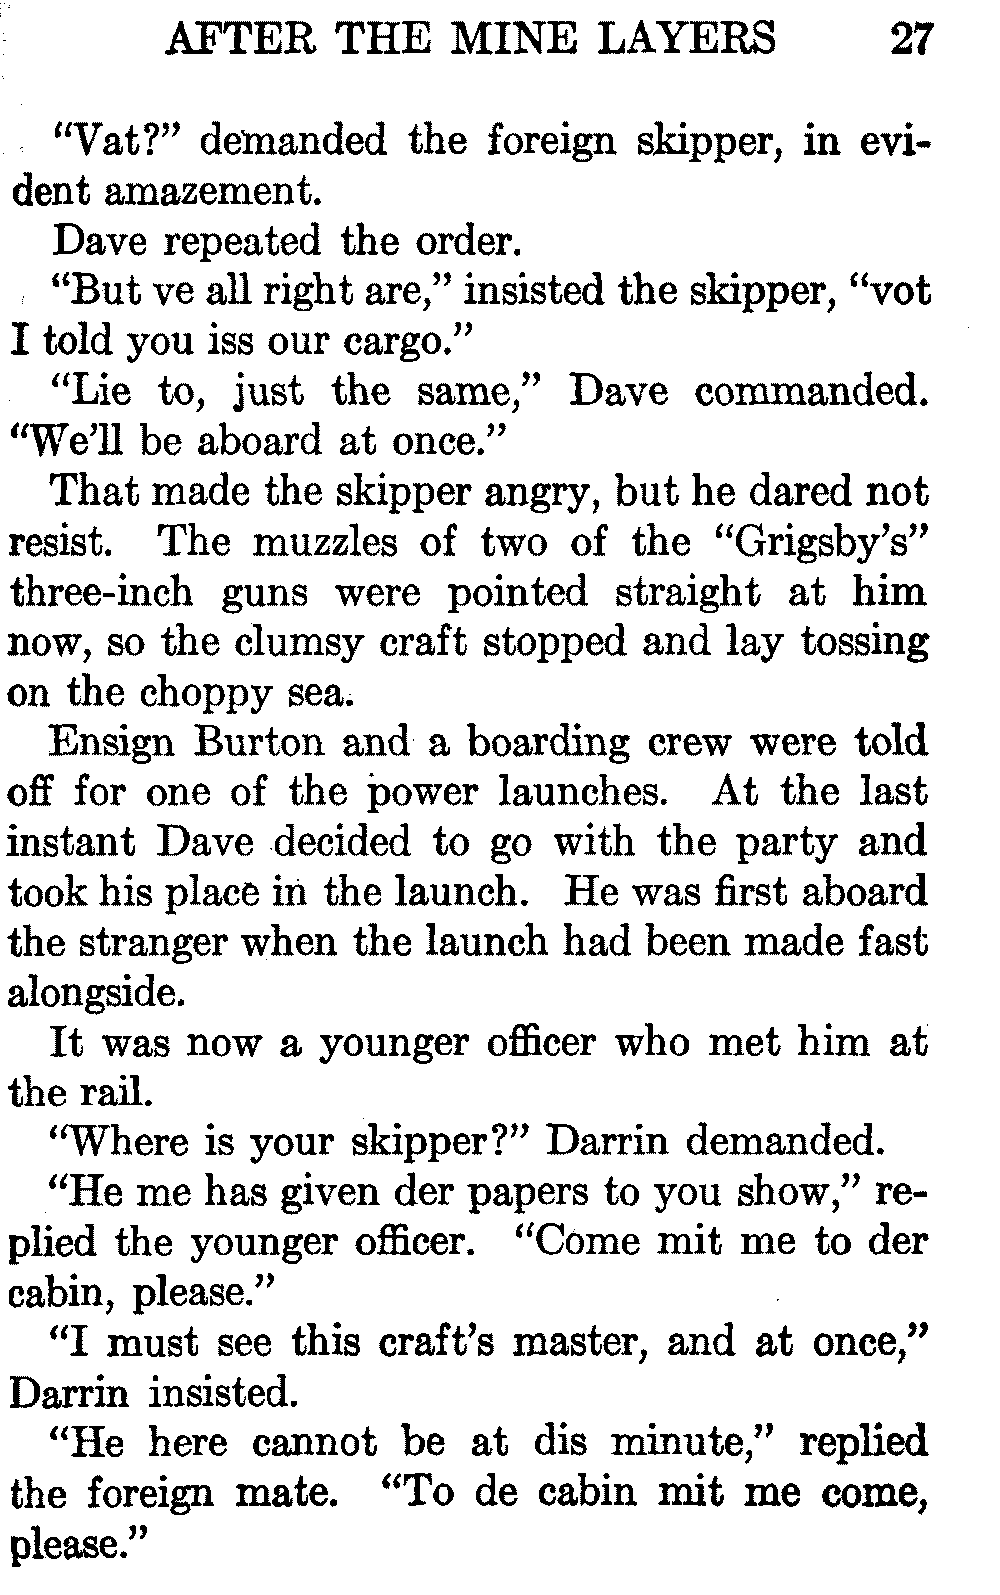 AFTER THE MINE LAYERS 27
“Vat?” demanded the foreign skipper, in evi-
dent amazement.
Dave repeated the order.
“But ve all right are,” insisted the skipper, “vot
I told you iss our cargo.”
“Lie to, just the same,” Dave commanded.
“We’ll be aboard at once.”
That made the skipper angry, but he dared not
resist. The muzzles of two of the “Grigsby’s”
three-inch guns were pointed straight at him
now, so the clumsy craft stopped and lay tossing
on the choppy sea.
Ensign Burton and a boarding crew were told
off for one of the power launches. At the last
instant Dave decided to go with the party and
took his place in the launch. He was first aboard
the stranger when the launch had been made fast
alongside.
It was now a younger officer who met him at
the rail.
“Where is your skipper?” Darrin demanded.
“He me has given der papers to you show,” re-
plied the younger officer. “Come mit me to der
cabin, please.”
“I must see this craft’s master, and at once,”
Darrin insisted.
“He here cannot be at dis minute,” replied
the foreign mate. “To de cabin mit me come,
please.”